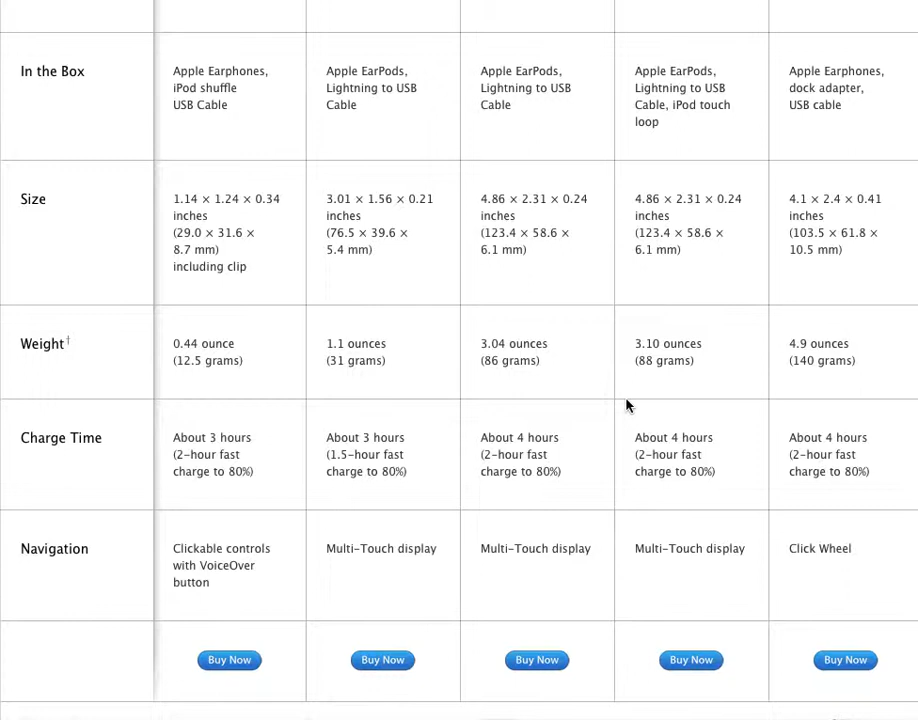 In the Box
Apple Earphones,
iPod shuffle
USB Cable
Apple EarPods,
Lightning to USB
Cable
Apple EarPods,
Lightning to USB
Cable
Apple EarPods,
Lightning to USB
Cable, iPod touch
loop
Apple Earphones,
dock adapter,
USB cable
Size
1.14 × 1.24 × 0.34
inches
(29.0 × 31.6 ×
8.7 mm)
including clip
3.01 × 1.56 × 0.21
inches
(76.5 × 39.6 ×
5.4 mm)
4.86 × 2.31 × 0.24
inches
(123.4 × 58.6 ×
6.1 mm)
4.86 × 2.31 × 0.24
inches
(123.4 × 58.6 ×
6.1 mm)
4.1 × 2.4 × 0.41
inches
(103.5 × 61.8 ×
10.5 mm)
Weight†
0.44 ounce
(12.5 grams)
1.1 ounces
(31 grams)
3.04 ounces
(86 grams)
3.10 ounces
(88 grams)
4.9 ounces
(140 grams)
Charge Time
About 3 hours
(2-hour fast
charge to 80%)
About 3 hours
(1.5-hour fast
charge to 80%)
About 4 hours
(2-hour fast
charge to 80%)
About 4 hours
(2-hour fast
charge to 80%)
About 4 hours
(2-hour fast
charge to 80%)
Navigation
Clickable controls
with VoiceOver
button
Multi-Touch display
Multi-Touch display
Multi-Touch display
Click Wheel
Buy Now
Buy Now
Buy Now
Buy Now
Buy Now